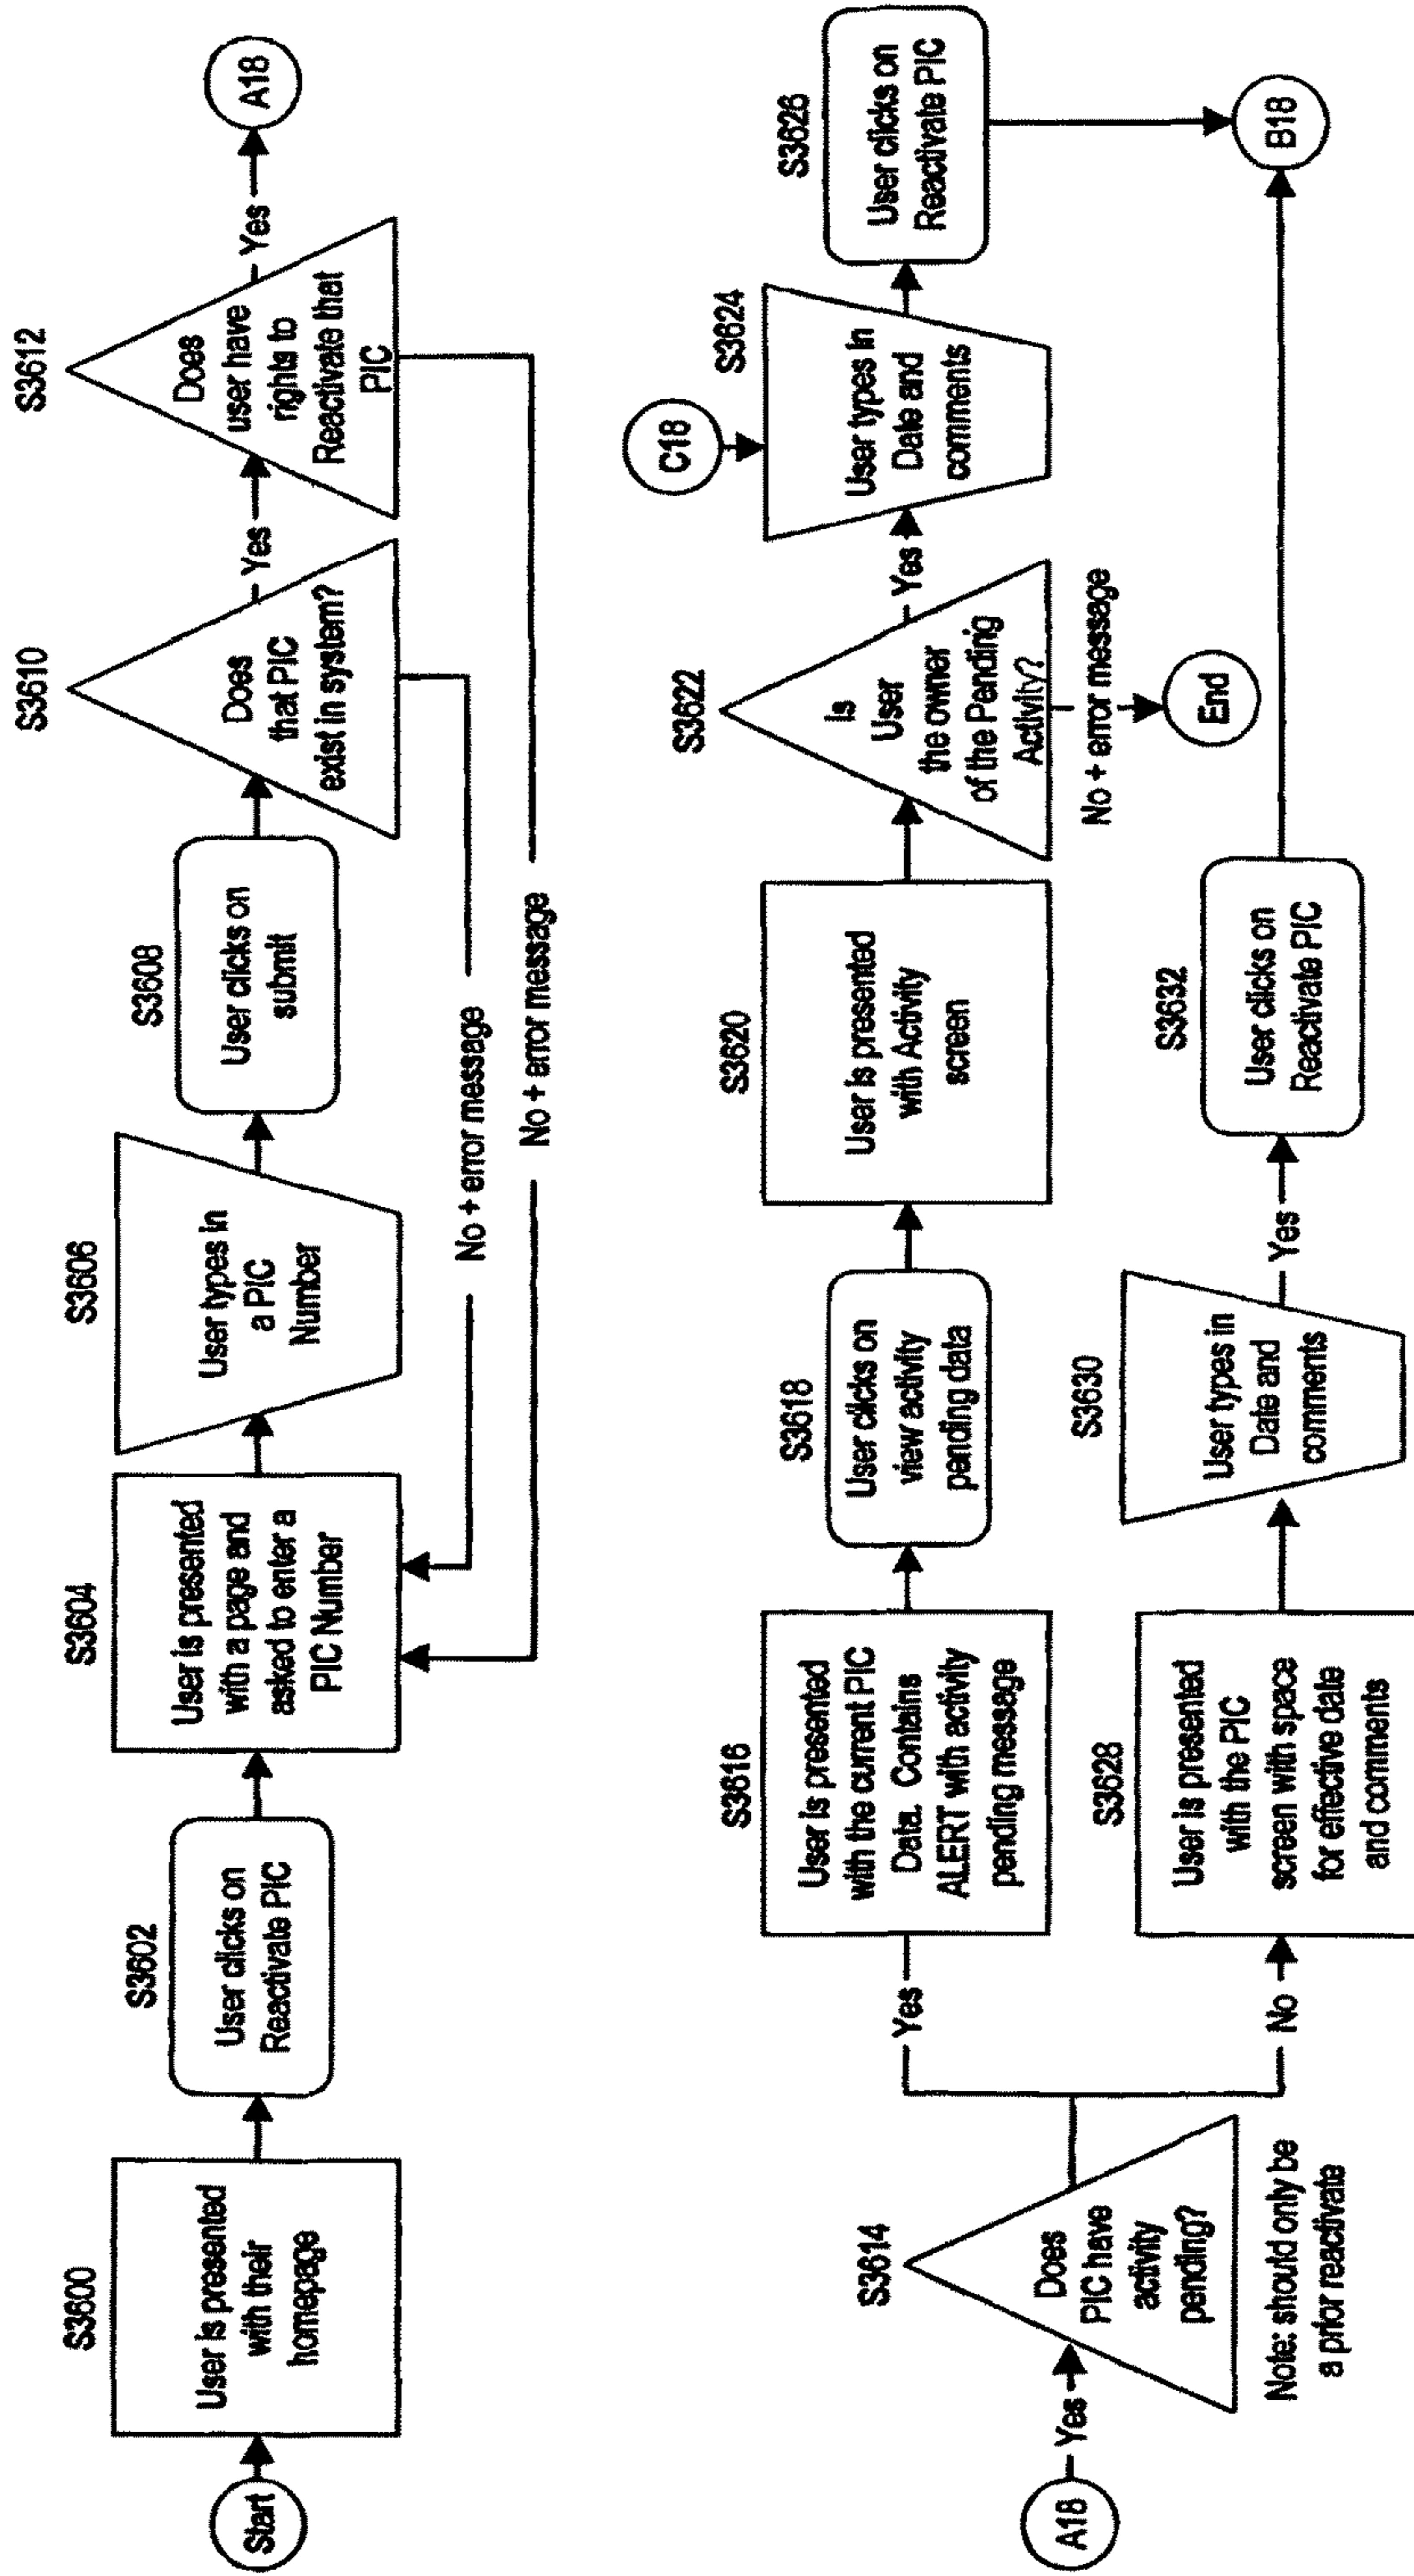 Start
S3600
User is presented
with their
homepage
S3602
User clicks on
Reactivate PIC
S3604
User is presented
with a page and
asked to enter a
PIC Number
S3606
User types in
a PIC
Number
S3608
User clicks on
submit
S3610
Does
that PIC
exist in system?
Yes
S3612
Does
user have
rights to
Reactivate that
PIC
Yes
A18
No + error message
No + error message
A18
Yes
S3614
Does
PIC have
activity
pending?
Note: should only be
a prior reactivate
Yes
No
S3616
User is presented
with the current PIC
Data. Contains
ALERT with activity
pending message
S3618
User clicks on
view activity
pending data
S3620
User is presented
with Activity
screen
S3622
Is
User
the owner
of the Pending
Activity?
Yes
No + error message
End
C18
S3624
User types in
Date and
comments
S3626
User clicks on
Reactivate PIC
S3628
User is presented
with the PIC
screen with space
for effective date
and comments
S3630
User types in
Date and
comments
Yes
S3632
User clicks on
Reactivate PIC
B18